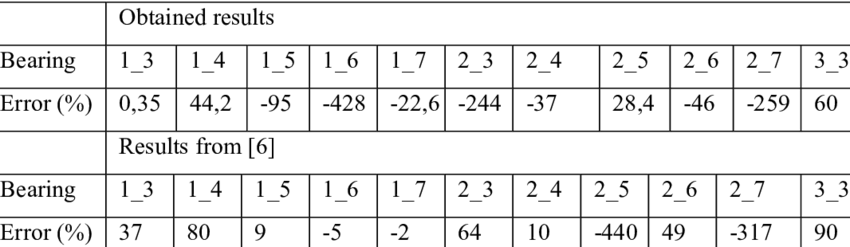 Obtained results
Bearing 1_3 1_4 1_5 1_6 1_7 2_3 2_4 2_5 2_6 2_7 3_3
Error (%) 0,35 44,2 -95 -428 -22,6 -244 -37 28,4 -46 -259 60
Results from [6]
Bearing 1_3 1_4 1_5 1_6 1_7 2_3 2_4 2_5 2_6 2_7 3_3
Error (%) 37 80 9 -5 -2 64 10 -440 49 -317 90